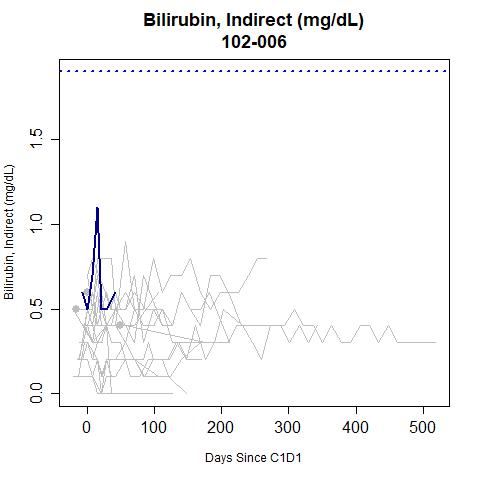 Bilirubin, Indirect (mg/dL)
102-006
Bilirubin, Indirect (mg/dL)
1.5
1.0
0.5
0.0
0 100 200 300 400 500
Days Since C1D1